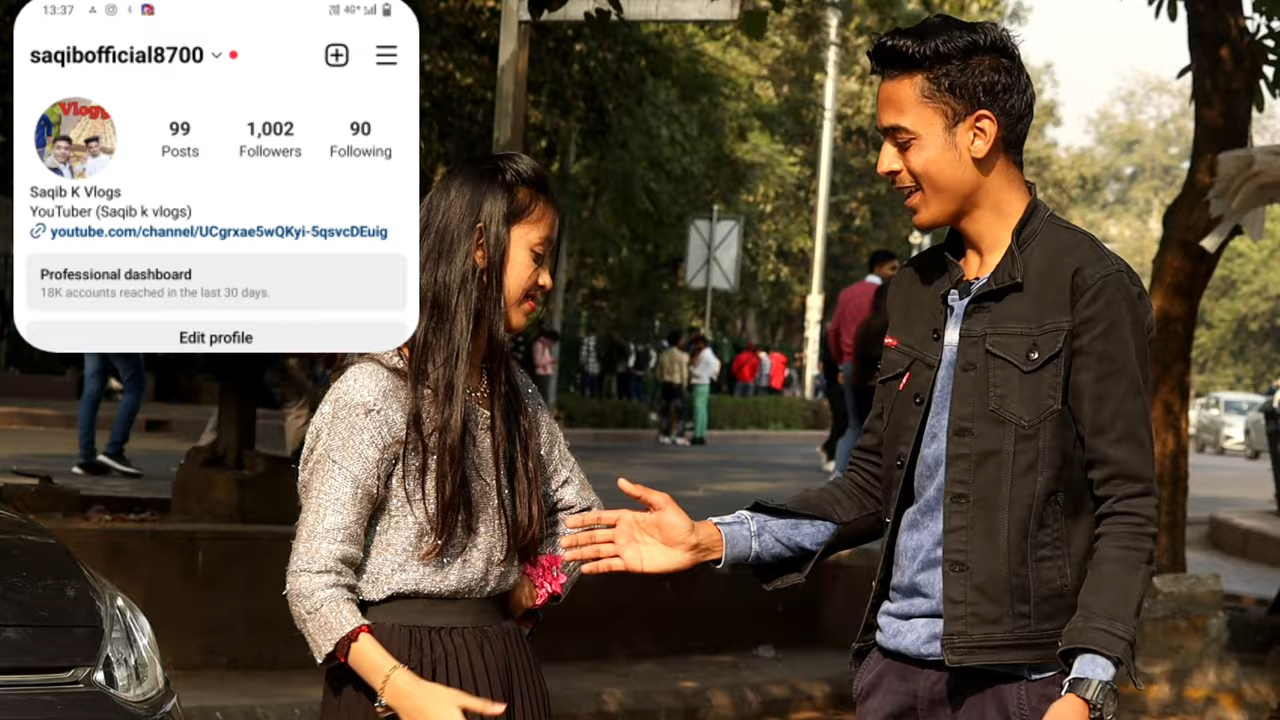 13:37
4G+
saqibofficial8700
99
1,002
90
Posts
Followers
Following
Vlogs
Saqib K Vlogs
YouTuber (Saqib k vlogs)
youtube.com/channel/UCgrxae5wQKyi-5qsvcDEuig
Professional dashboard
18K accounts reached in the last 30 days.
Edit profile